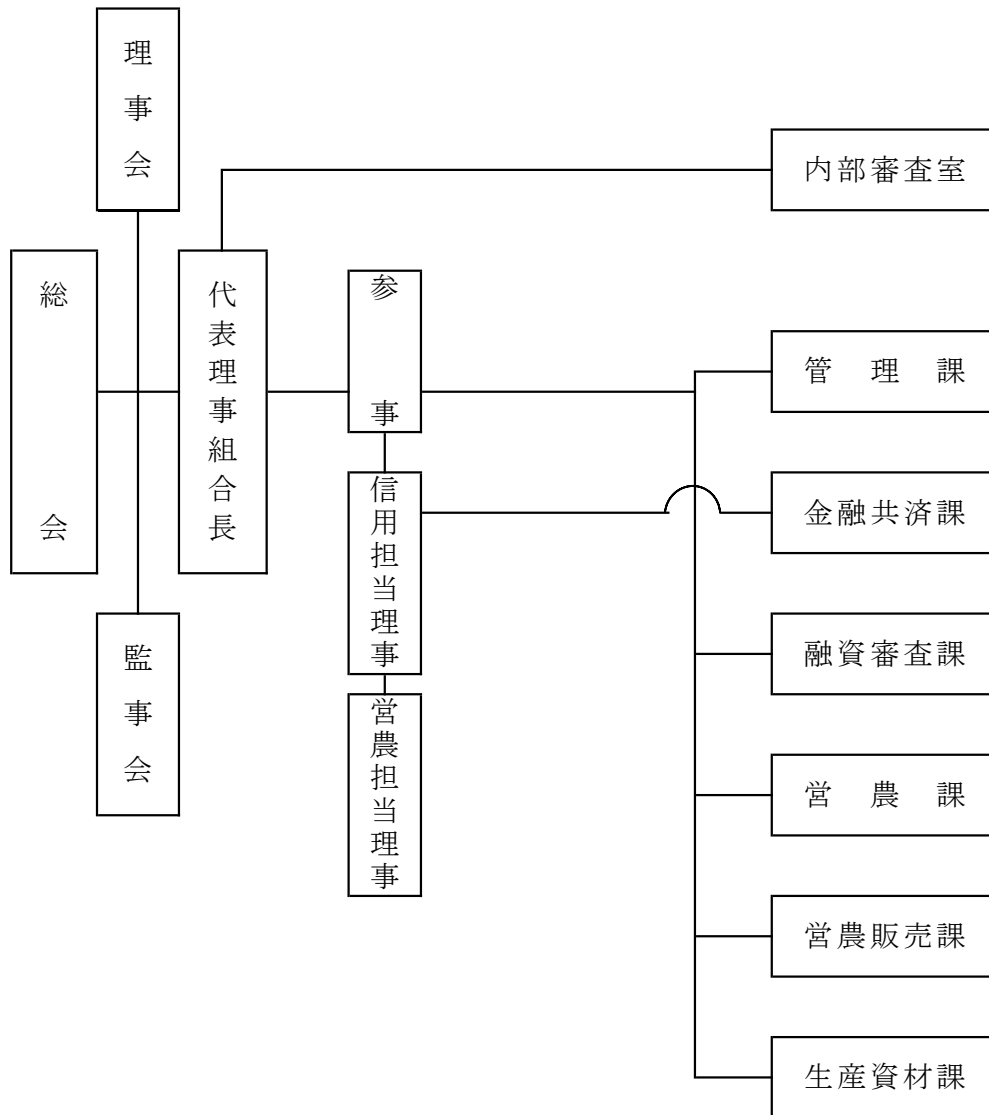 理事会
内部審査室
総会
代表理事組合長
参事
管理課
信用担当理事
金融共済課
監事会
融資審査課
営農担当理事
営農課
営農販売課
生産資材課